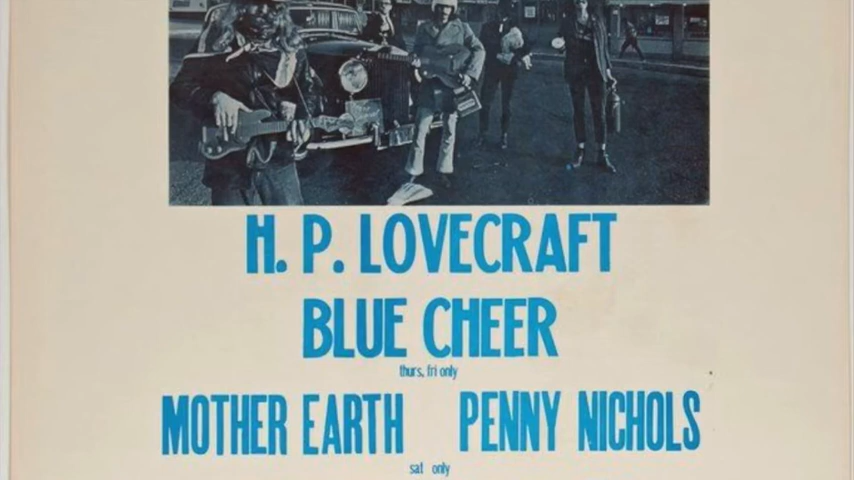 H. P. LOVECRAFT
BLUE CHEER
thurs, fri only
MOTHER EARTH PENNY NICHOLS
sat only